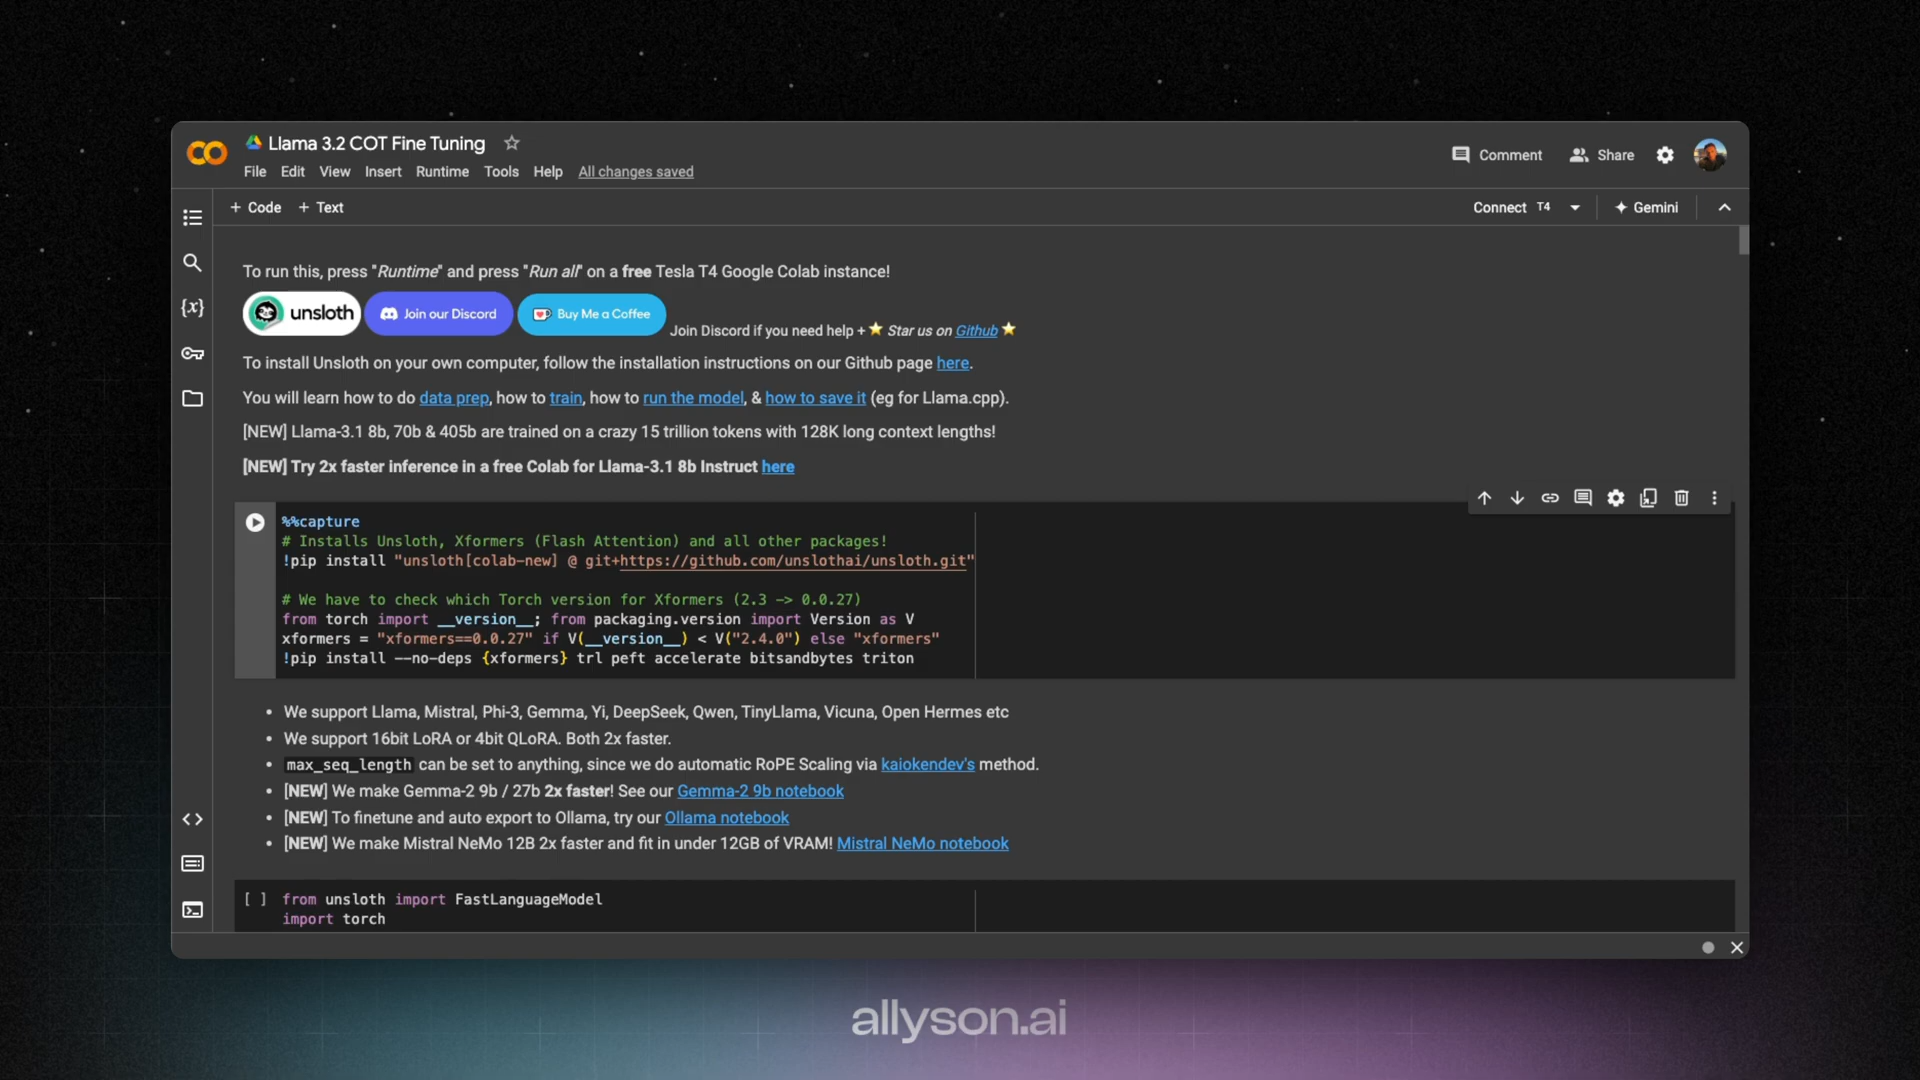 Llama 3.2 COT Fine Tuning
Comment
Share
File Edit View Insert Runtime Tools Help All changes saved
+ Code + Text
Connect T4
Gemini
To run this, press "Runtime" and press "Run all" on a free Tesla T4 Google Colab instance!
unsloth Join our Discord Buy Me a Coffee Join Discord if you need help + ⭐ Star us on Github ⭐
To install Unsloth on your own computer, follow the installation instructions on our Github page here.
You will learn how to do data prep, how to train, how to run the model, & how to save it (eg for Llama.cpp).
[NEW] Llama-3.1 8b, 70b & 405b are trained on a crazy 15 trillion tokens with 128K long context lengths!
[NEW] Try 2x faster inference in a free Colab for Llama-3.1 8b Instruct here
%%capture
# Installs Unsloth, Xformers (Flash Attention) and all other packages!
!pip install "unsloth[colab-new] @ git+https://github.com/unslothai/unsloth.git"
# We have to check which Torch version for Xformers (2.3 -> 0.0.27)
from torch import __version__; from packaging.version import Version as V
xformers = "xformers==0.0.27" if V(__version__) < V("2.4.0") else "xformers"
!pip install --no-deps {xformers} trl peft accelerate bitsandbytes triton
• We support Llama, Mistral, Phi-3, Gemma, Yi, DeepSeek, Qwen, TinyLlama, Vicuna, Open Hermes etc
• We support 16bit LoRA or 4bit QLoRA. Both 2x faster.
• max_seq_length can be set to anything, since we do automatic RoPE Scaling via kaiokendev's method.
• [NEW] We make Gemma-2 9b / 27b 2x faster! See our Gemma-2 9b notebook
• [NEW] To finetune and auto export to Ollama, try our Ollama notebook
• [NEW] We make Mistral NeMo 12B 2x faster and fit in under 12GB of VRAM! Mistral NeMo notebook
[ ] from unsloth import FastLanguageModel
import torch
allyson.ai